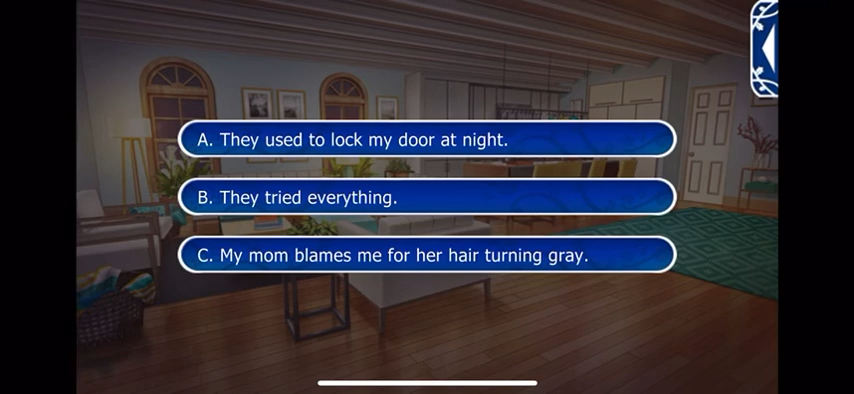 A. They used to lock my door at night.
B. They tried everything.
C. My mom blames me for her hair turning gray.